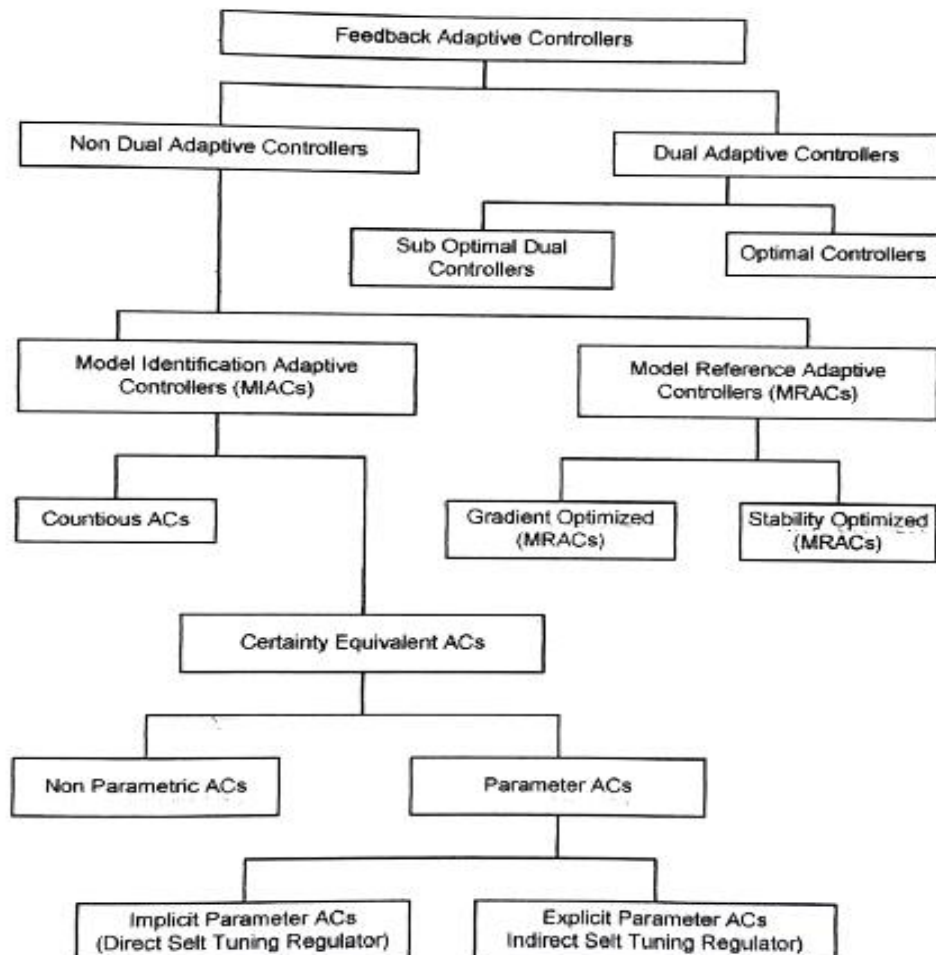 Feedback Adaptive Controllers
Non Dual Adaptive Controllers
Dual Adaptive Controllers
Sub Optimal Dual
Controllers
Optimal Controllers
Model Identification Adaptive
Controllers (MIACs)
Model Reference Adaptive
Controllers (MRACs)
Countious ACs
Gradient Optimized
(MRACs)
Stability Optimized
(MRACs)
Certainty Equivalent ACs
Non Parametric ACs
Parameter ACs
Implicit Parameter ACs
(Direct Selt Tuning Regulator)
Explicit Parameter ACs
Indirect Selt Tuning Regulator)